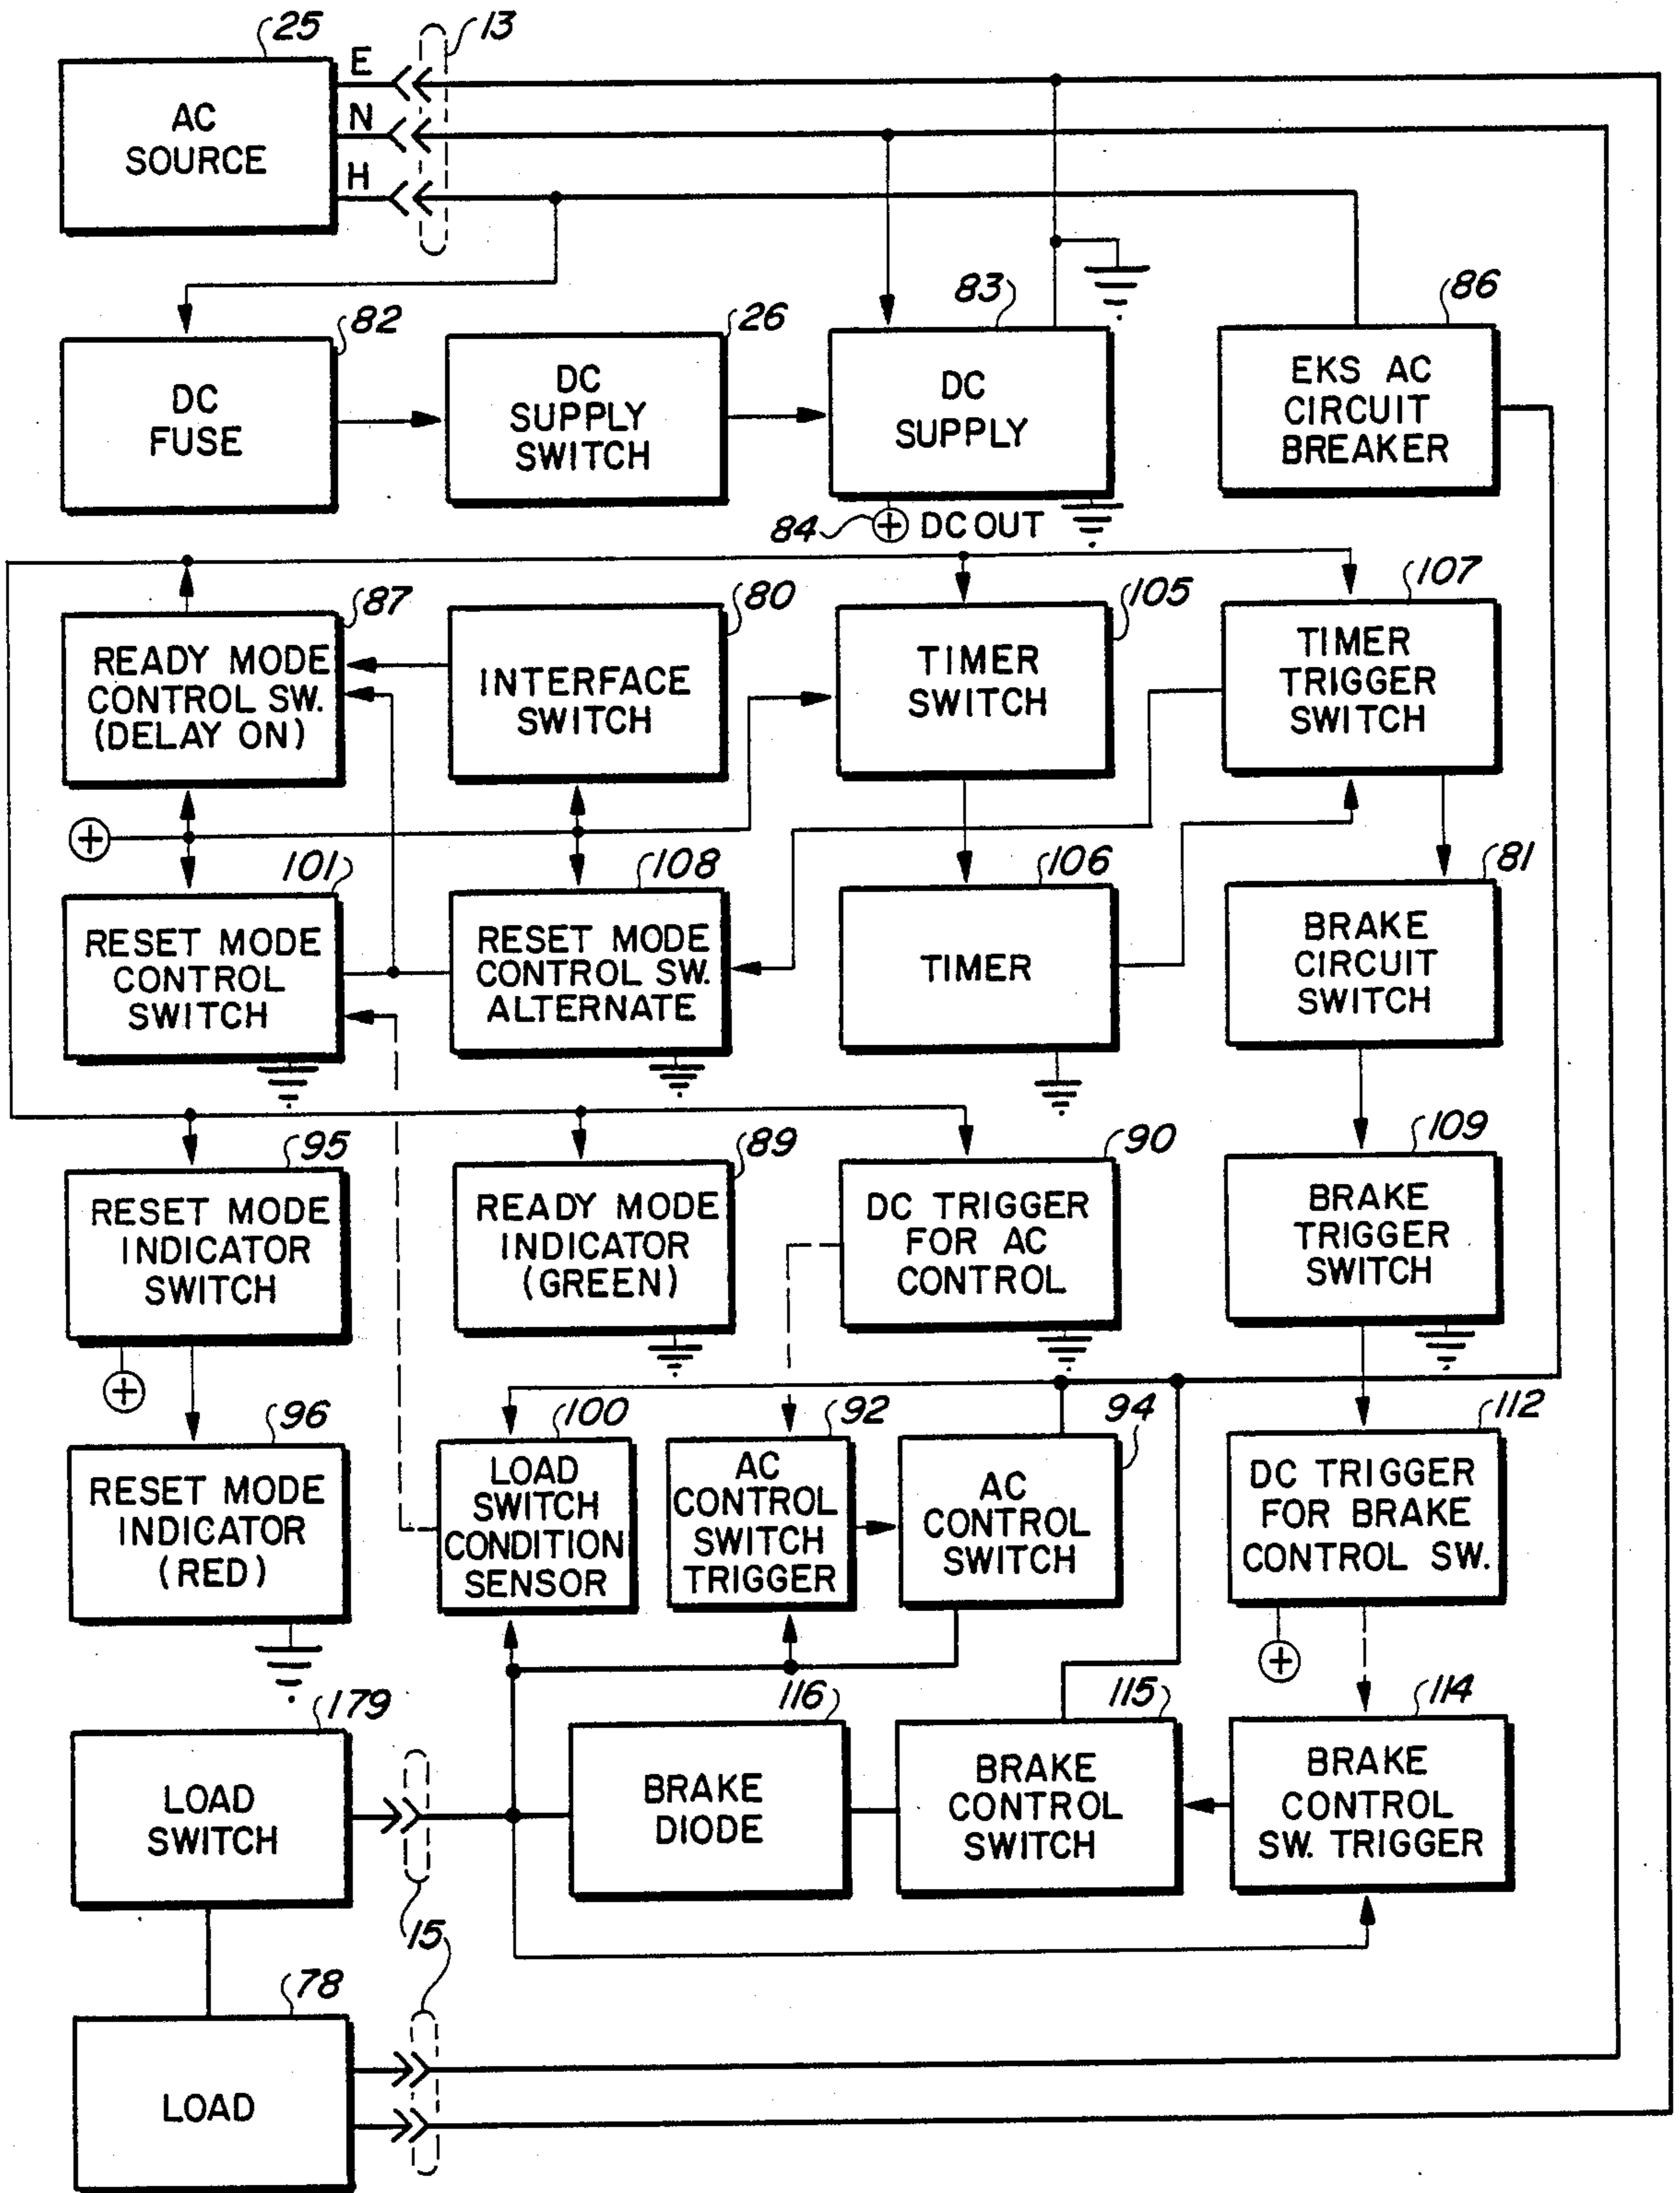 25
13
E
AC
SOURCE
N
H
82
DC
FUSE
26
DC
SUPPLY
SWITCH
83
DC
SUPPLY
86
EKS AC
CIRCUIT
BREAKER
84
+
DC OUT
87
READY MODE
CONTROL SW.
(DELAY ON)
80
INTERFACE
SWITCH
105
TIMER
SWITCH
107
TIMER
TRIGGER
SWITCH
+
101
RESET MODE
CONTROL
SWITCH
108
RESET MODE
CONTROL SW.
ALTERNATE
106
TIMER
81
BRAKE
CIRCUIT
SWITCH
95
RESET MODE
INDICATOR
SWITCH
+
89
READY MODE
INDICATOR
(GREEN)
90
DC TRIGGER
FOR AC
CONTROL
109
BRAKE
TRIGGER
SWITCH
96
RESET MODE
INDICATOR
(RED)
100
LOAD
SWITCH
CONDITION
SENSOR
92
AC
CONTROL
SWITCH
TRIGGER
94
AC
CONTROL
SWITCH
112
DC TRIGGER
FOR BRAKE
CONTROL SW.
+
179
LOAD
SWITCH
116
BRAKE
DIODE
115
BRAKE
CONTROL
SWITCH
114
BRAKE
CONTROL
SW. TRIGGER
15
78
LOAD